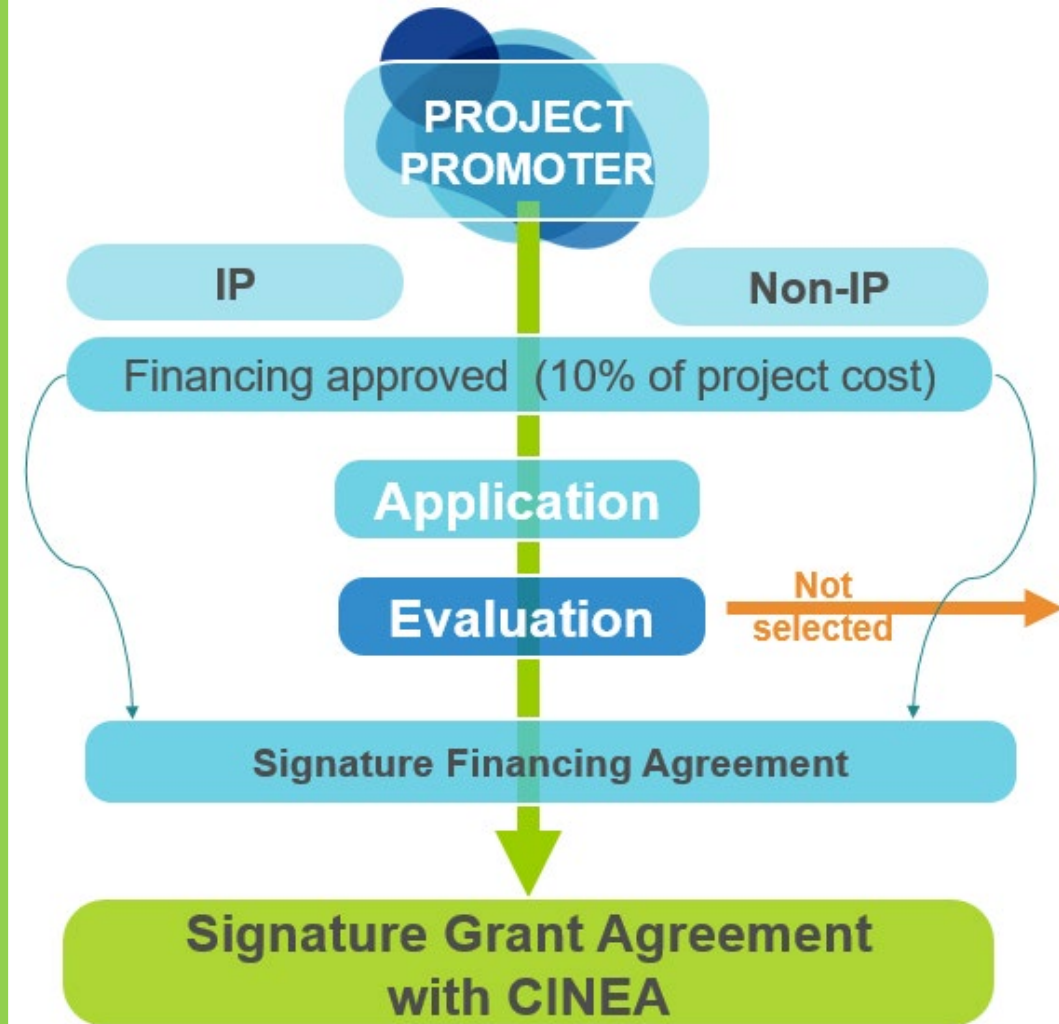 PROJECT
PROMOTER
IP
Non-IP
Financing approved (10% of project cost)
Application
Evaluation
Not
selected
Signature Financing Agreement
Signature Grant Agreement
with CINEA